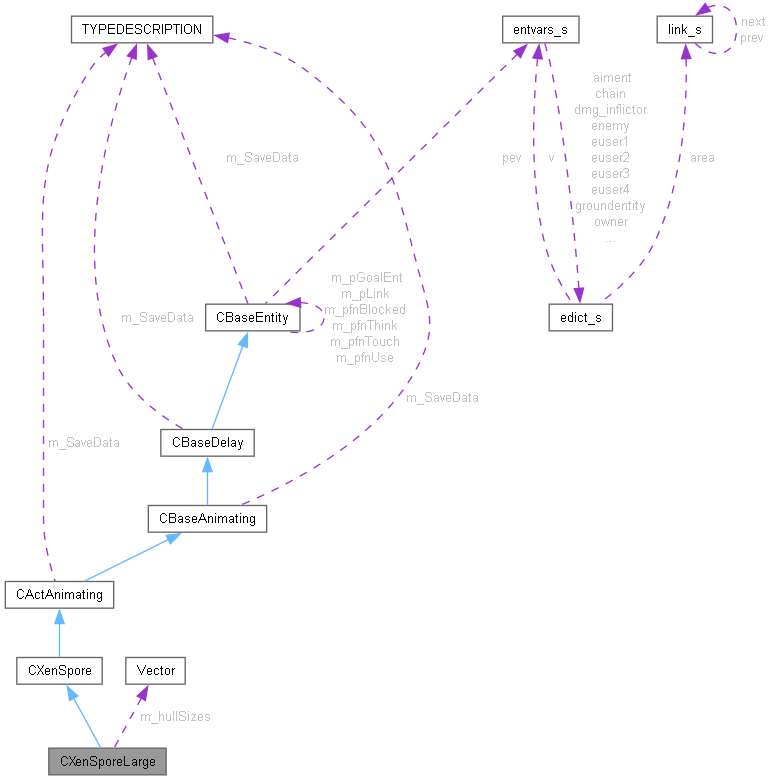 TYPEDESCRIPTION
entvars_s
link_s
next
prev
aiment
chain
dmg_inflictor
enemy
euser1
euser2
euser3
euser4
groundentity
owner
...
m_SaveData
pev
v
area
m_pGoalEnt
m_pLink
m_pfnBlocked
m_pfnThink
m_pfnTouch
m_pfnUse
CBaseEntity
edict_s
m_SaveData
m_SaveData
CBaseDelay
m_SaveData
CBaseAnimating
CActAnimating
CXenSpore
Vector
m_hullSizes
CXenSporeLarge